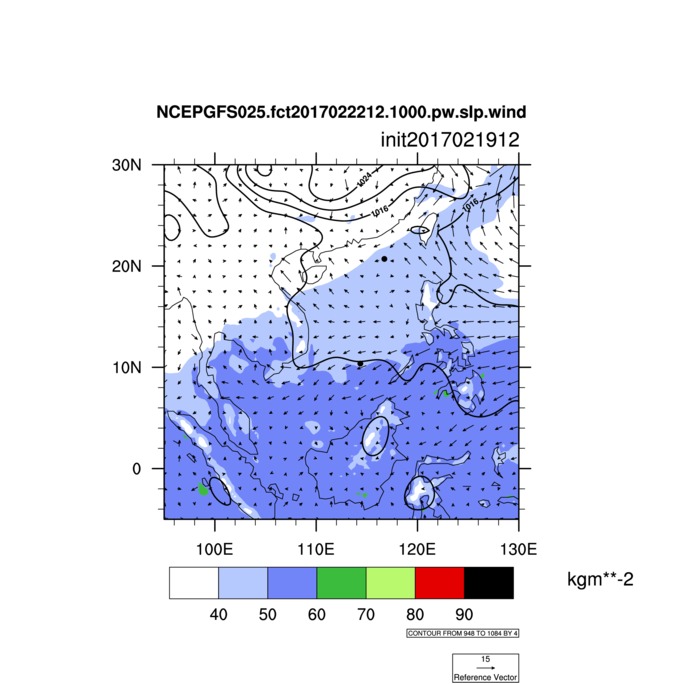 NCEPGFS025.fct2017022212.1000.pw.slp.wind
init2017021912
30N
1024
1016
1016
20N
10N
0
100E 110E 120E 130E
40 50 60 70 80 90
kgm**-2
CONTOUR FROM 948 TO 1084 BY 4
15
Reference Vector